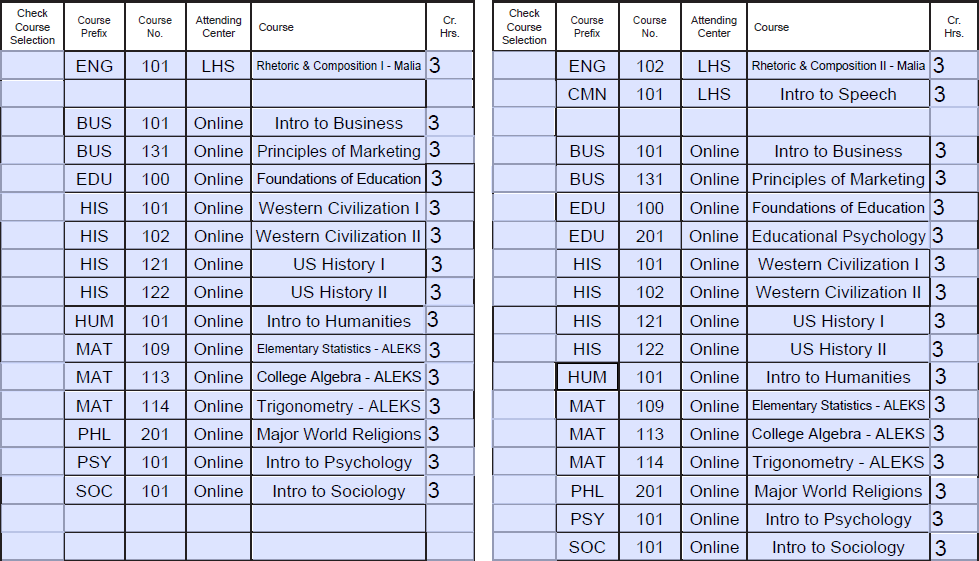 Check Course Selection Course Prefix Course No. Attending Center Course Cr. Hrs.
ENG 101 LHS Rhetoric & Composition I - Malia 3
BUS 101 Online Intro to Business 3
BUS 131 Online Principles of Marketing 3
EDU 100 Online Foundations of Education 3
HIS 101 Online Western Civilization I 3
HIS 102 Online Western Civilization II 3
HIS 121 Online US History I 3
HIS 122 Online US History II 3
HUM 101 Online Intro to Humanities 3
MAT 109 Online Elementary Statistics - ALEKS 3
MAT 113 Online College Algebra - ALEKS 3
MAT 114 Online Trigonometry - ALEKS 3
PHL 201 Online Major World Religions 3
PSY 101 Online Intro to Psychology 3
SOC 101 Online Intro to Sociology 3
Check Course Selection Course Prefix Course No. Attending Center Course Cr. Hrs.
ENG 102 LHS Rhetoric & Composition II - Malia 3
CMN 101 LHS Intro to Speech 3
BUS 101 Online Intro to Business 3
BUS 131 Online Principles of Marketing 3
EDU 100 Online Foundations of Education 3
EDU 201 Online Educational Psychology 3
HIS 101 Online Western Civilization I 3
HIS 102 Online Western Civilization II 3
HIS 121 Online US History I 3
HIS 122 Online US History II 3
HUM 101 Online Intro to Humanities 3
MAT 109 Online Elementary Statistics - ALEKS 3
MAT 113 Online College Algebra - ALEKS 3
MAT 114 Online Trigonometry - ALEKS 3
PHL 201 Online Major World Religions 3
PSY 101 Online Intro to Psychology 3
SOC 101 Online Intro to Sociology 3